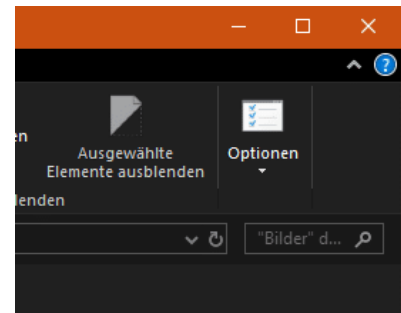 ?
en
Ausgewählte
Elemente ausblenden
Optionen
lenden
"Bilder" d...